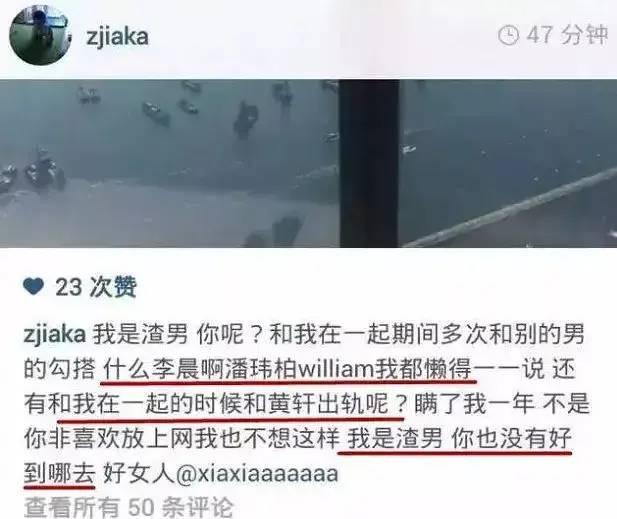 zjiaka
47 分钟
23 次赞
zjiaka 我是渣男 你呢？和我在一起期间多次和别的男
的勾搭 什么李晨啊潘玮柏william我都懒得一一说 还
有和我在一起的时候和黄轩出轨呢？瞒了我一年 不是
你非喜欢放上网我也不想这样 我是渣男 你也没有好
到哪去 好女人@xiaxiaaaaaaa
查看所有 50 条评论